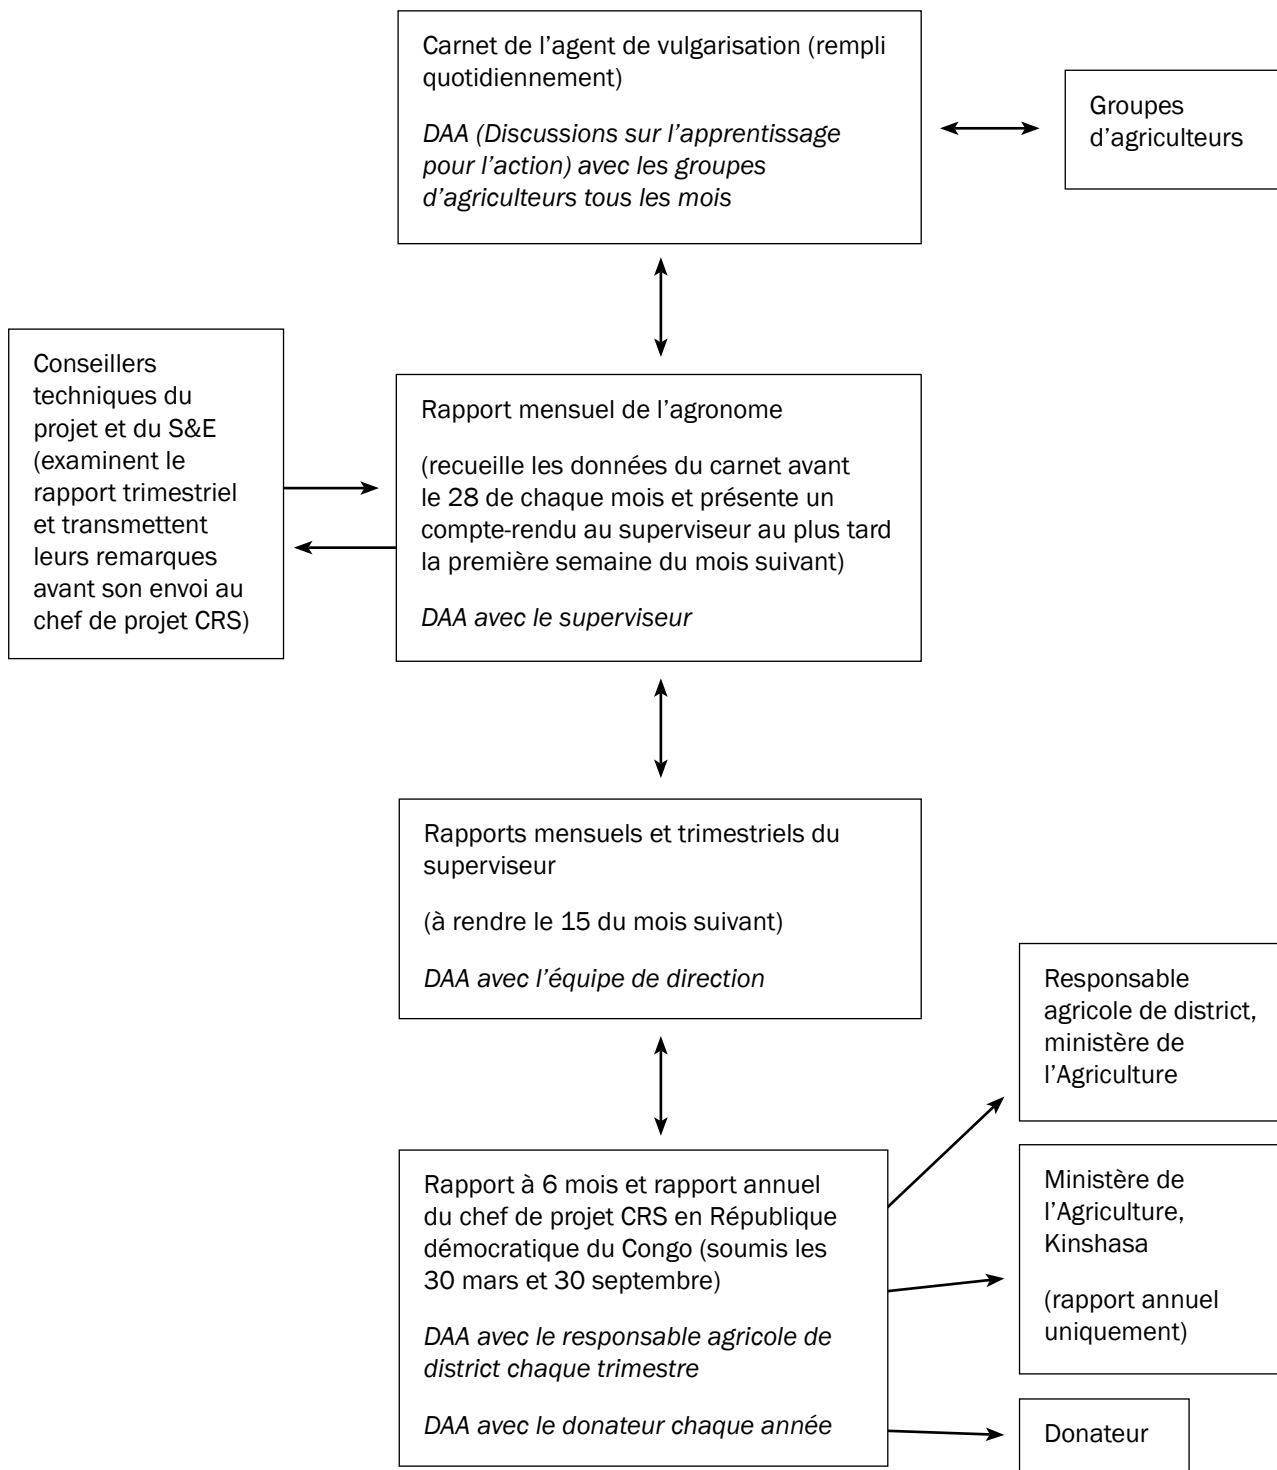 Carnet de l’agent de vulgarisation (rempli
quotidiennement)
DAA (Discussions sur l’apprentissage
pour l’action) avec les groupes
d’agriculteurs tous les mois
Groupes
d’agriculteurs
Conseillers
techniques du
projet et du S&E
(examinent le
rapport trimestriel
et transmettent
leurs remarques
avant son envoi au
chef de projet CRS)
Rapport mensuel de l’agronome
(recueille les données du carnet avant
le 28 de chaque mois et présente un
compte-rendu au superviseur au plus tard
la première semaine du mois suivant)
DAA avec le superviseur
Rapports mensuels et trimestriels du
superviseur
(à rendre le 15 du mois suivant)
DAA avec l’équipe de direction
Responsable
agricole de district,
ministère de
l’Agriculture
Rapport à 6 mois et rapport annuel
du chef de projet CRS en République
démocratique du Congo (soumis les
30 mars et 30 septembre)
DAA avec le responsable agricole de
district chaque trimestre
DAA avec le donateur chaque année
Ministère de
l’Agriculture,
Kinshasa
(rapport annuel
uniquement)
Donateur